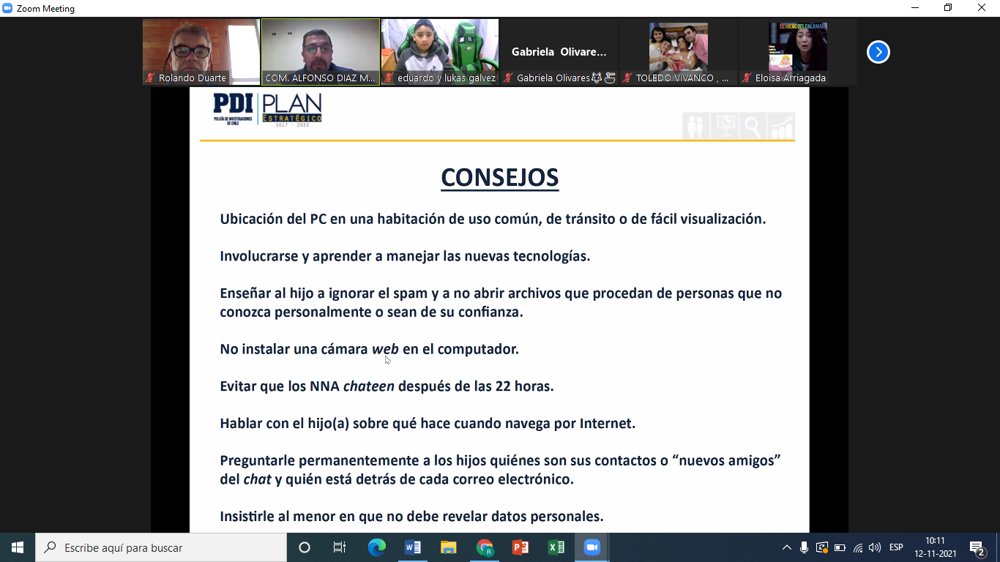 Zoom Meeting
Gabriela Olivare...
Rolando Duarte
COM. ALFONSO DIAZ M...
eduardo y lukas galvez
Gabriela Olivares
TOLEDO VIVANCO , ...
Eloisa Arriagada
EL JUEGO DEL CALAMAR
PDI PLAN
ESTRATÉGICO
POLICÍA DE INVESTIGACIONES
DE CHILE
2017 - 2022
CONSEJOS
Ubicación del PC en una habitación de uso común, de tránsito o de fácil visualización.
Involucrarse y aprender a manejar las nuevas tecnologías.
Enseñar al hijo a ignorar el spam y a no abrir archivos que procedan de personas que no
conozca personalmente o sean de su confianza.
No instalar una cámara web en el computador.
Evitar que los NNA chateen después de las 22 horas.
Hablar con el hijo(a) sobre qué hace cuando navega por Internet.
Preguntarle permanentemente a los hijos quiénes son sus contactos o “nuevos amigos”
del chat y quién está detrás de cada correo electrónico.
Insistirle al menor en que no debe revelar datos personales.
Escribe aquí para buscar
ESP
10:11
12-11-2021
2